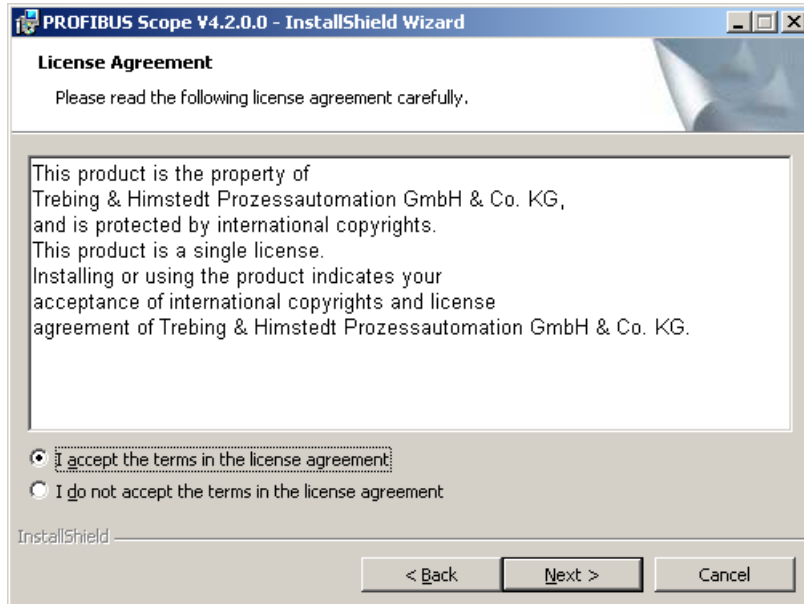 PROFIBUS Scope V4.2.0.0 - InstallShield Wizard
License Agreement
Please read the following license agreement carefully.
This product is the property of
Trebing & Himstedt Prozessautomation GmbH & Co. KG,
and is protected by international copyrights.
This product is a single license.
Installing or using the product indicates your
acceptance of international copyrights and license
agreement of Trebing & Himstedt Prozessautomation GmbH & Co. KG.
I accept the terms in the license agreement
I do not accept the terms in the license agreement
InstallShield
< Back Next > Cancel